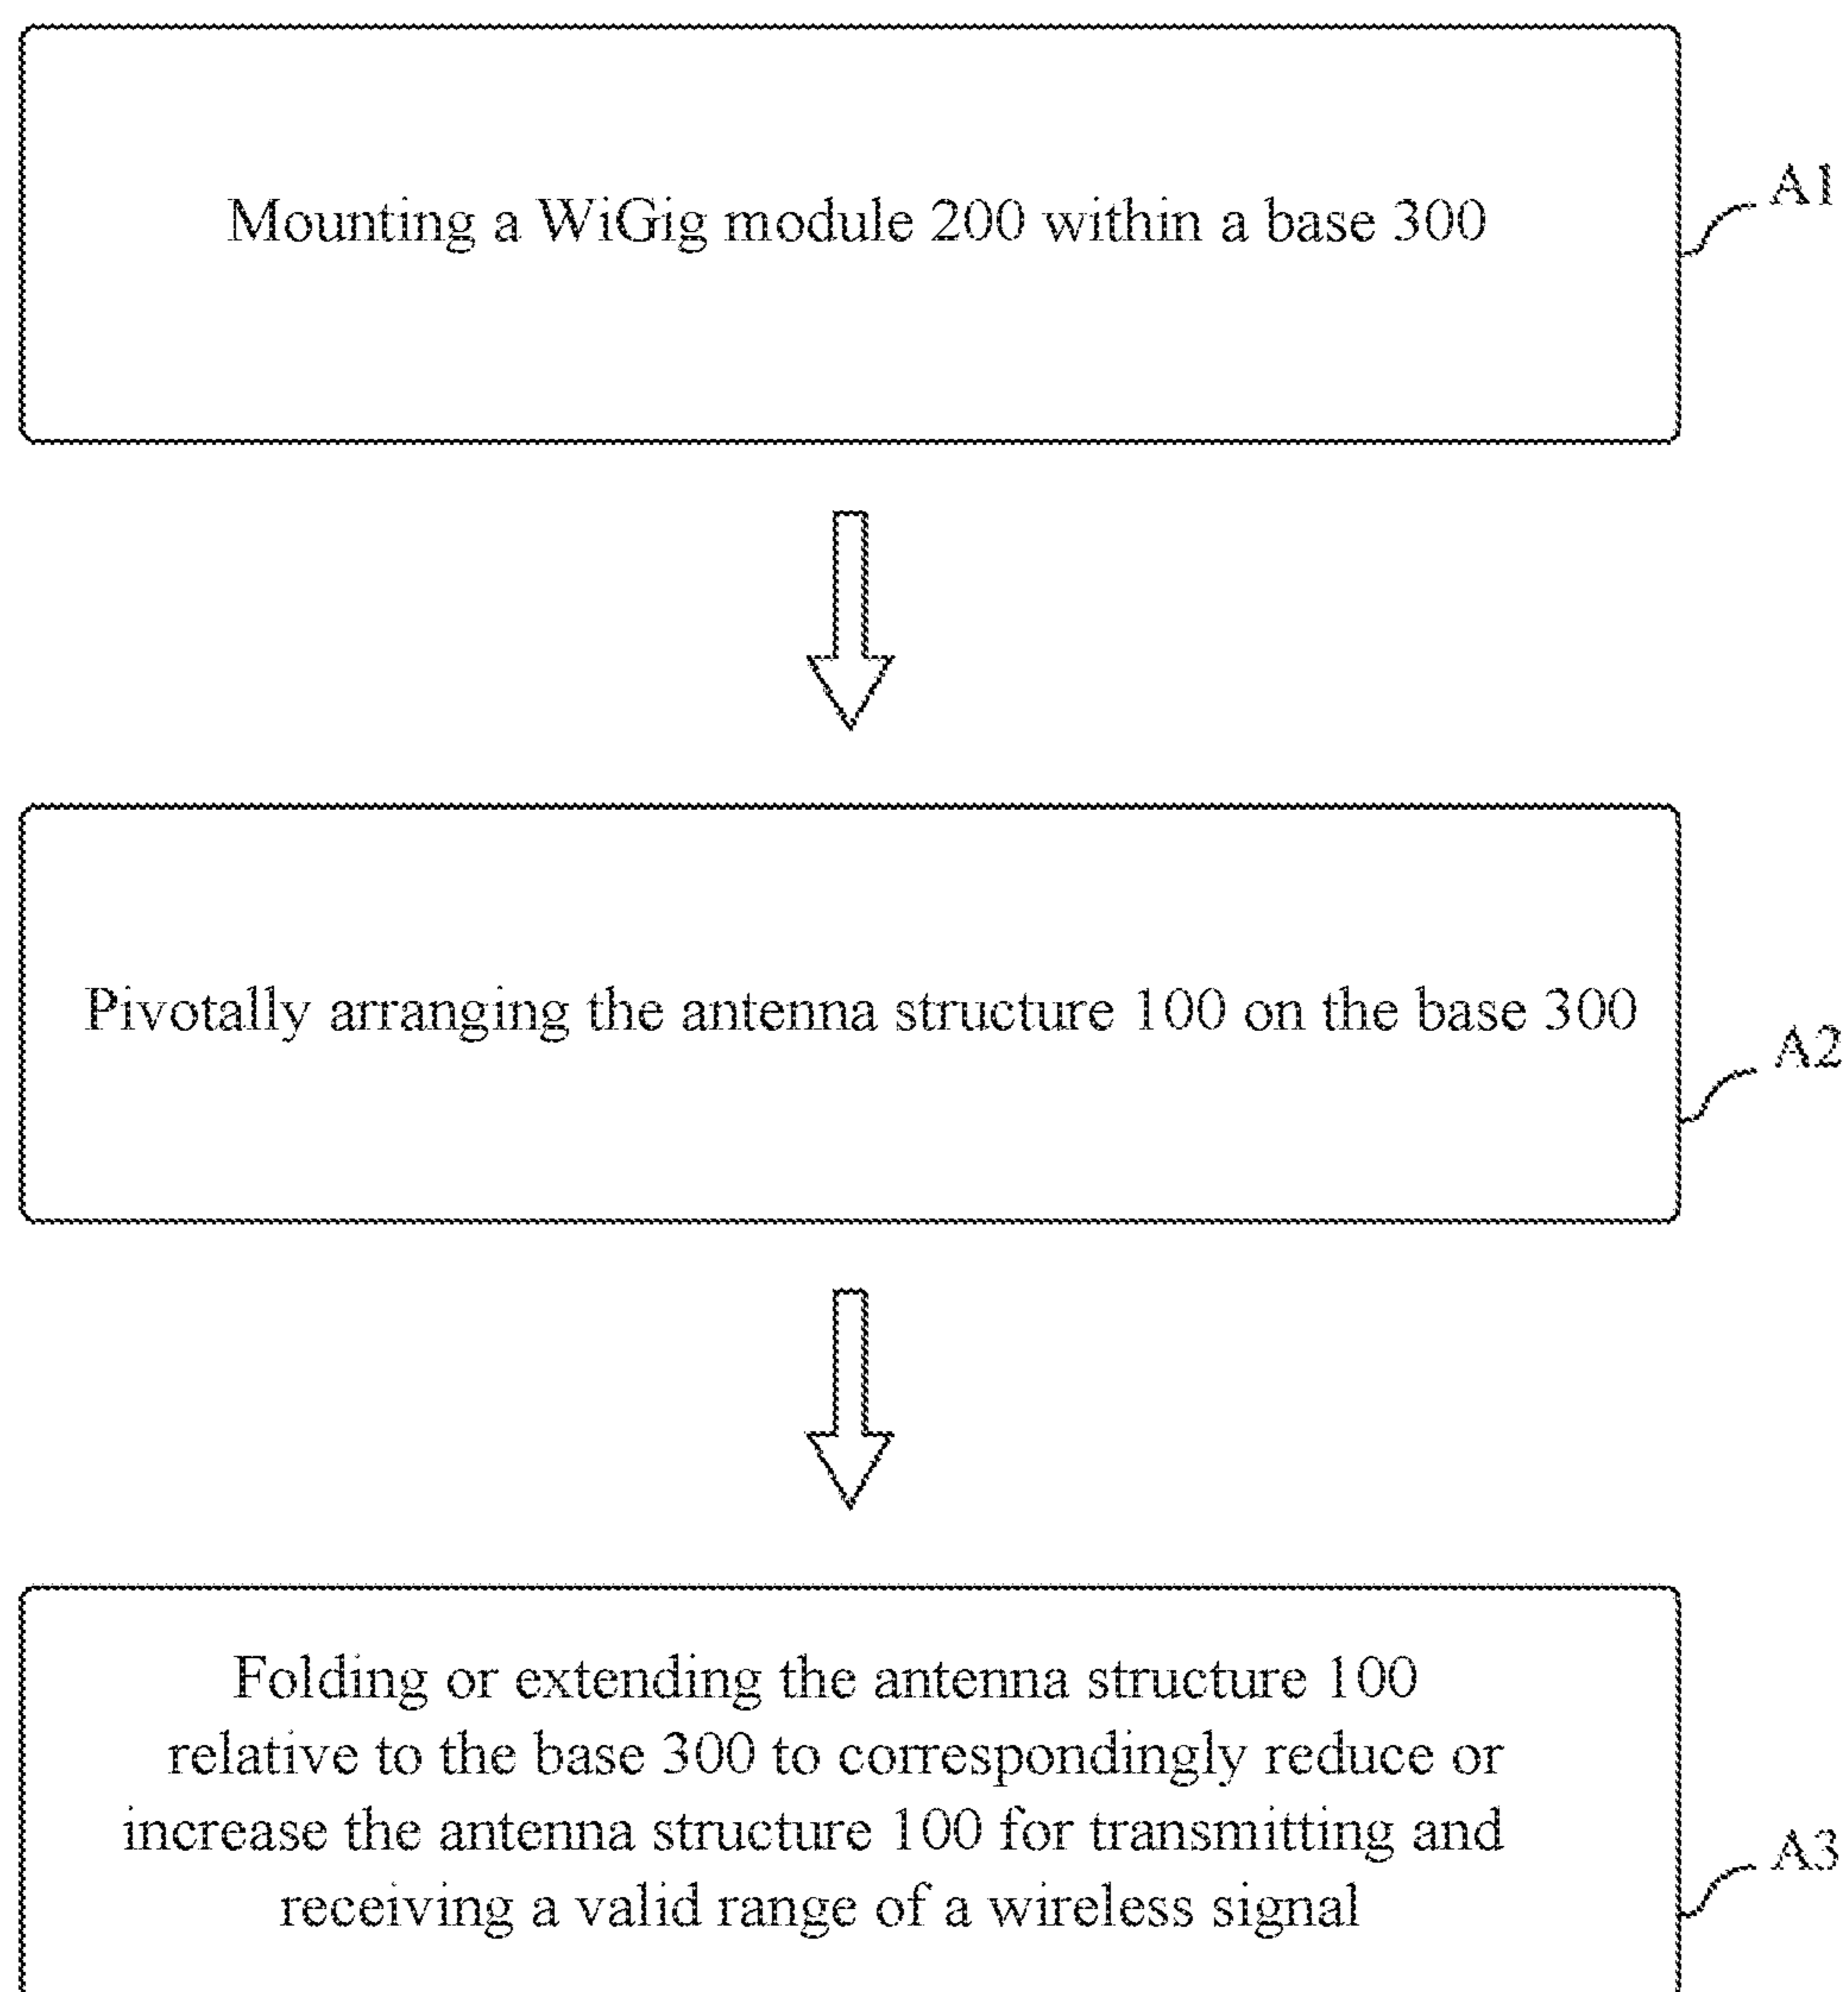 Mounting a WiGig module 200 within a base 300
A1
Pivotally arranging the antenna structure 100 on the base 300
A2
Folding or extending the antenna structure 100
relative to the base 300 to correspondingly reduce or
increase the antenna structure 100 for transmitting and
receiving a valid range of a wireless signal
A3